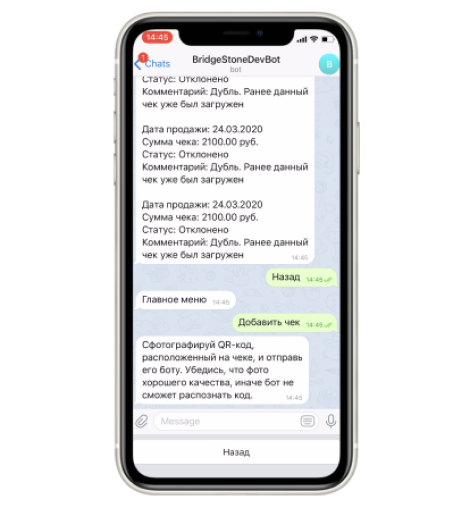 14:45
1
Chats
BridgeStoneDevBot
bot
B
Статус: Отклонено
Комментарий: Дубль. Ранее данный
чек уже был загружен
Дата продажи: 24.03.2020
Сумма чека: 2100.00 руб.
Статус: Отклонено
Комментарий: Дубль. Ранее данный
чек уже был загружен
Дата продажи: 24.03.2020
Сумма чека: 2100.00 руб.
Статус: Отклонено
Комментарий: Дубль. Ранее данный
чек уже был загружен
14:45
Назад 14:45
Главное меню 14:45
Добавить чек 14:45
Сфотографируй QR-код,
расположенный на чеке, и отправь
его боту. Убедись, что фото
хорошего качества, иначе бот не
сможет распознать код.
14:45
Message
Назад